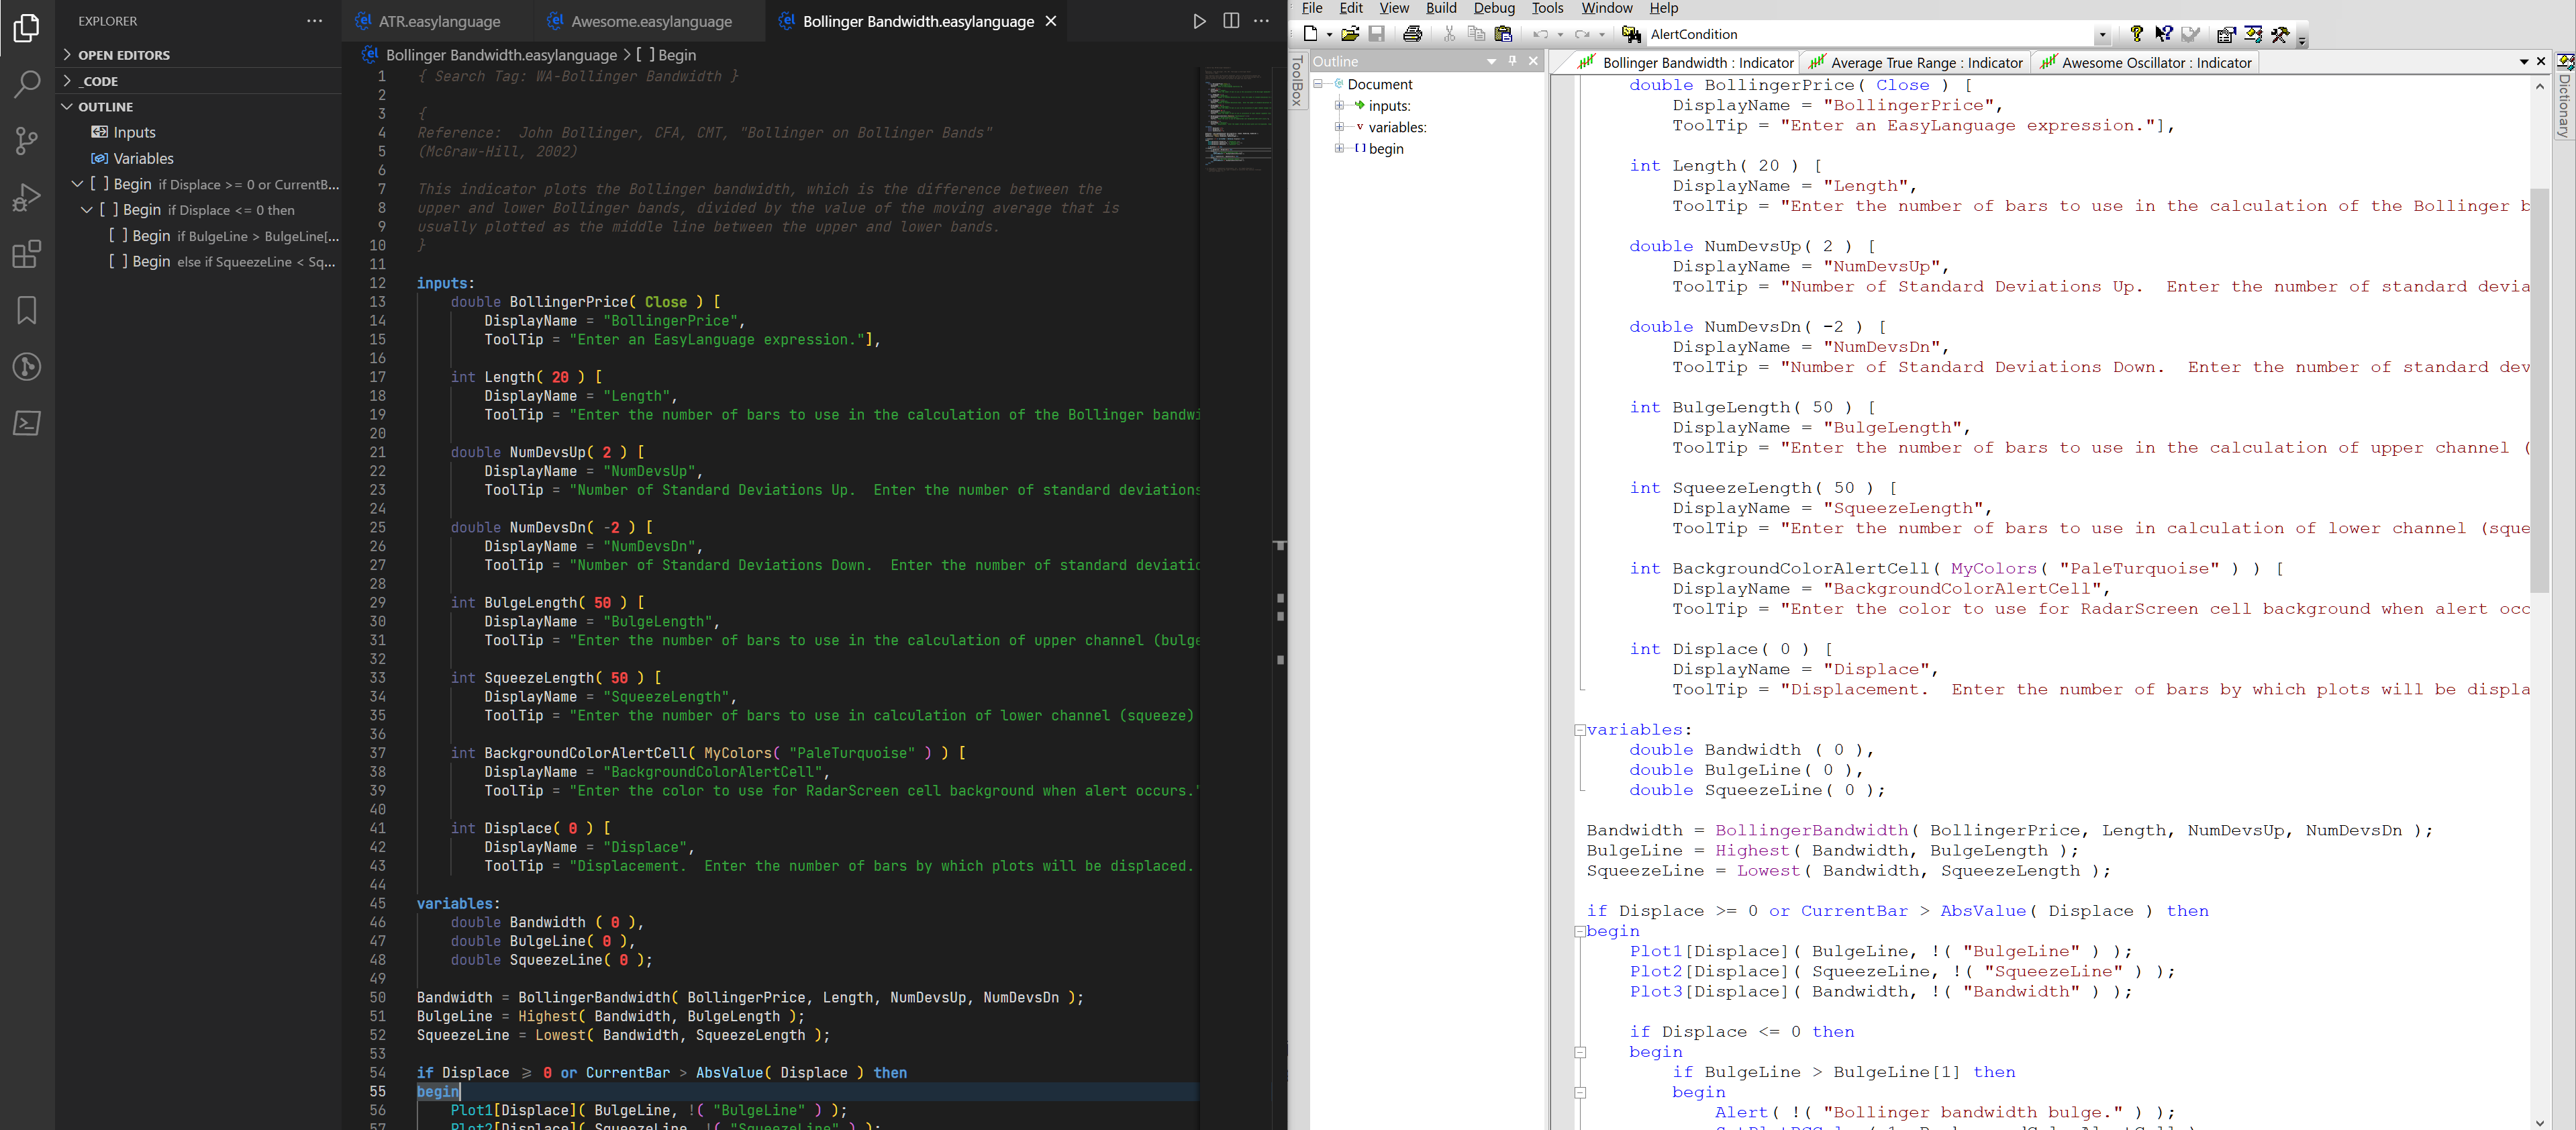 EXPLORER
OPEN EDITORS
_CODE
OUTLINE
Inputs
Variables
[ ] Begin if Displace >= 0 or CurrentB...
[ ] Begin if Displace <= 0 then
[ ] Begin if BulgeLine > BulgeLine[...
[ ] Begin else if SqueezeLine < Sq...
ATR.easylanguage
Awesome.easylanguage
Bollinger Bandwidth.easylanguage
Bollinger Bandwidth.easylanguage > [ ] Begin
1 { Search Tag: WA-Bollinger Bandwidth }
2
3 {
4 Reference:  John Bollinger, CFA, CMT, "Bollinger on Bollinger Bands"
5 (McGraw-Hill, 2002)
6
7 This indicator plots the Bollinger bandwidth, which is the difference between the
8 upper and lower Bollinger bands, divided by the value of the moving average that is
9 usually plotted as the middle line between the upper and lower bands.
10 }
11
12 inputs:
13 double BollingerPrice( Close ) [
14 DisplayName = "BollingerPrice",
15 ToolTip = "Enter an EasyLanguage expression."],
16
17 int Length( 20 ) [
18 DisplayName = "Length",
19 ToolTip = "Enter the number of bars to use in the calculation of the Bollinger bandwi
20
21 double NumDevsUp( 2 ) [
22 DisplayName = "NumDevsUp",
23 ToolTip = "Number of Standard Deviations Up.  Enter the number of standard deviations
24
25 double NumDevsDn( -2 ) [
26 DisplayName = "NumDevsDn",
27 ToolTip = "Number of Standard Deviations Down.  Enter the number of standard deviatio
28
29 int BulgeLength( 50 ) [
30 DisplayName = "BulgeLength",
31 ToolTip = "Enter the number of bars to use in the calculation of upper channel (bulge
32
33 int SqueezeLength( 50 ) [
34 DisplayName = "SqueezeLength",
35 ToolTip = "Enter the number of bars to use in calculation of lower channel (squeeze)
36
37 int BackgroundColorAlertCell( MyColors( "PaleTurquoise" ) ) [
38 DisplayName = "BackgroundColorAlertCell",
39 ToolTip = "Enter the color to use for RadarScreen cell background when alert occurs."
40
41 int Displace( 0 ) [
42 DisplayName = "Displace",
43 ToolTip = "Displacement.  Enter the number of bars by which plots will be displaced.
44
45 variables:
46 double Bandwidth ( 0 ),
47 double BulgeLine( 0 ),
48 double SqueezeLine( 0 );
49
50 Bandwidth = BollingerBandwidth( BollingerPrice, Length, NumDevsUp, NumDevsDn );
51 BulgeLine = Highest( Bandwidth, BulgeLength );
52 SqueezeLine = Lowest( Bandwidth, SqueezeLength );
53
54 if Displace ⩾ 0 or CurrentBar > AbsValue( Displace ) then
55 begin
56 Plot1[Displace]( BulgeLine, !( "BulgeLine" ) );
57 Plot2[Displace]( SqueezeLine, !( "SqueezeLine" ) );
File Edit View Build Debug Tools Window Help
AlertCondition
ToolBox
Outline
Document
inputs:
variables:
[ ] begin
Bollinger Bandwidth : Indicator
Average True Range : Indicator
Awesome Oscillator : Indicator
Dictionary
double BollingerPrice( Close ) [
DisplayName = "BollingerPrice",
ToolTip = "Enter an EasyLanguage expression."],
int Length( 20 ) [
DisplayName = "Length",
ToolTip = "Enter the number of bars to use in the calculation of the Bollinger b
double NumDevsUp( 2 ) [
DisplayName = "NumDevsUp",
ToolTip = "Number of Standard Deviations Up.  Enter the number of standard devia
double NumDevsDn( -2 ) [
DisplayName = "NumDevsDn",
ToolTip = "Number of Standard Deviations Down.  Enter the number of standard dev
int BulgeLength( 50 ) [
DisplayName = "BulgeLength",
ToolTip = "Enter the number of bars to use in the calculation of upper channel (
int SqueezeLength( 50 ) [
DisplayName = "SqueezeLength",
ToolTip = "Enter the number of bars to use in calculation of lower channel (sque
int BackgroundColorAlertCell( MyColors( "PaleTurquoise" ) ) [
DisplayName = "BackgroundColorAlertCell",
ToolTip = "Enter the color to use for RadarScreen cell background when alert occ
int Displace( 0 ) [
DisplayName = "Displace",
ToolTip = "Displacement.  Enter the number of bars by which plots will be displa
variables:
double Bandwidth ( 0 ),
double BulgeLine( 0 ),
double SqueezeLine( 0 );
Bandwidth = BollingerBandwidth( BollingerPrice, Length, NumDevsUp, NumDevsDn );
BulgeLine = Highest( Bandwidth, BulgeLength );
SqueezeLine = Lowest( Bandwidth, SqueezeLength );
if Displace >= 0 or CurrentBar > AbsValue( Displace ) then
begin
Plot1[Displace]( BulgeLine, !( "BulgeLine" ) );
Plot2[Displace]( SqueezeLine, !( "SqueezeLine" ) );
Plot3[Displace]( Bandwidth, !( "Bandwidth" ) );
if Displace <= 0 then
begin
if BulgeLine > BulgeLine[1] then
begin
Alert( !( "Bollinger bandwidth bulge." ) );